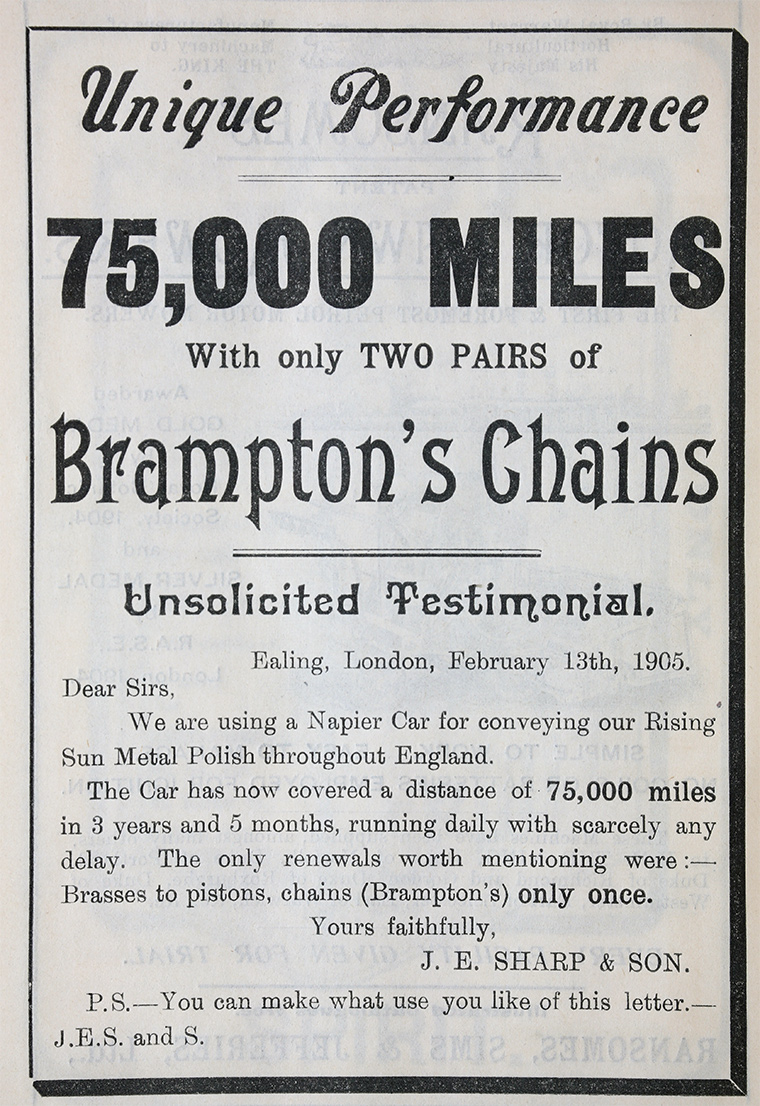 Unique Performance
75,000 MILES
With only TWO PAIRS of
Brampton's Chains
Unsolicited Testimonial.
Ealing, London, February 13th, 1905.
Dear Sirs,
We are using a Napier Car for conveying our Rising
Sun Metal Polish throughout England.
The Car has now covered a distance of 75,000 miles
in 3 years and 5 months, running daily with scarcely any
delay. The only renewals worth mentioning were:—
Brasses to pistons, chains (Brampton's) only once.
Yours faithfully,
J. E. SHARP & SON.
P.S.—You can make what use you like of this letter.—
J.E.S. and S.